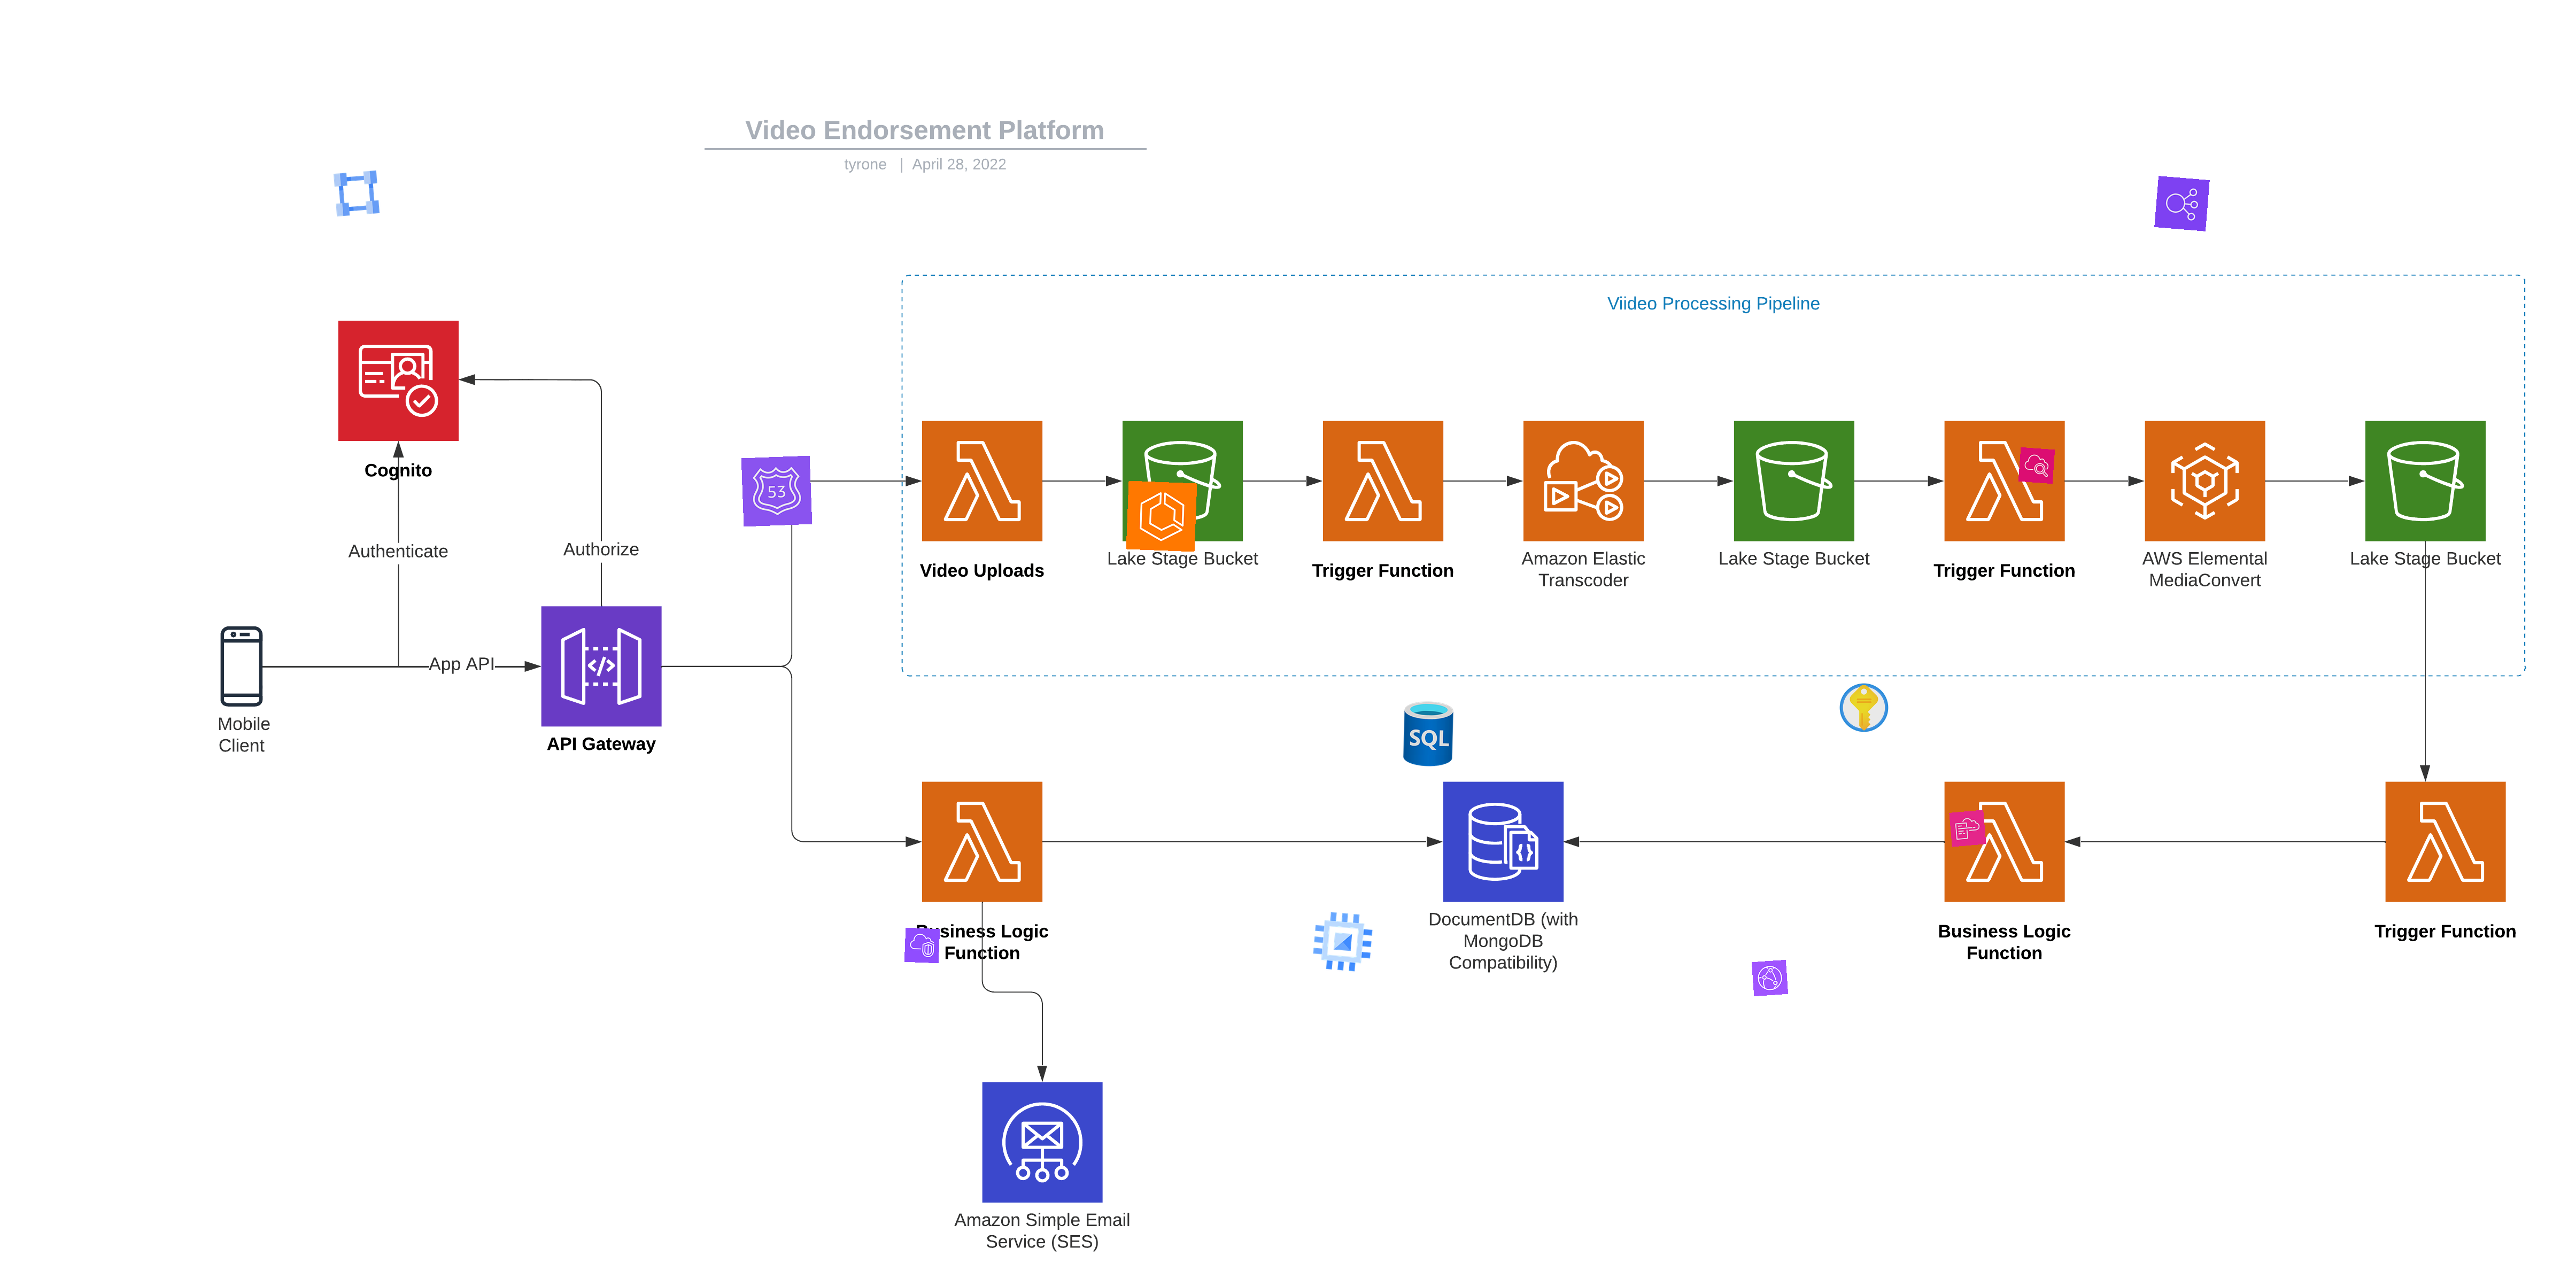 Video Endorsement Platform
tyrone | April 28, 2022
Viideo Processing Pipeline
Cognito
53
Authenticate
Authorize
Video Uploads
Lake Stage Bucket
Trigger Function
Amazon Elastic
Transcoder
Lake Stage Bucket
Trigger Function
AWS Elemental
MediaConvert
Lake Stage Bucket
App API
Mobile
Client
API Gateway
SQL
Business Logic
Function
DocumentDB (with
MongoDB
Compatibility)
Business Logic
Function
Trigger Function
Amazon Simple Email
Service (SES)